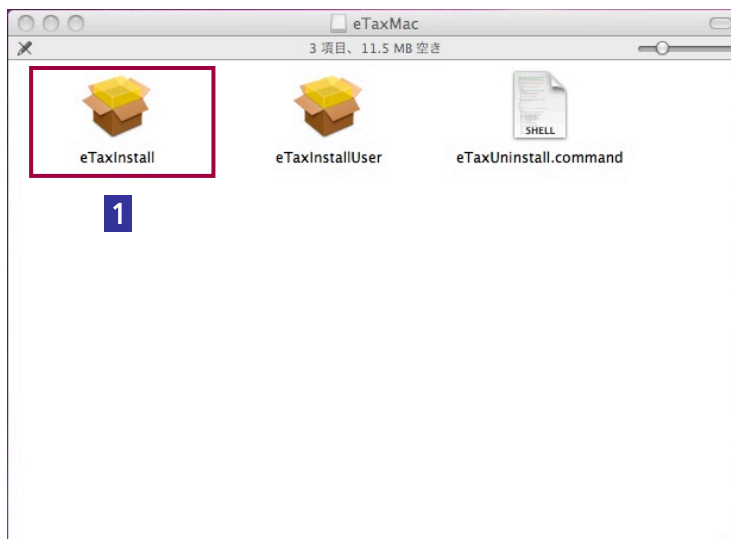 eTaxMac
3 項目、11.5 MB 空き
SHELL
eTaxInstall
eTaxInstallUser
eTaxUninstall.command
1